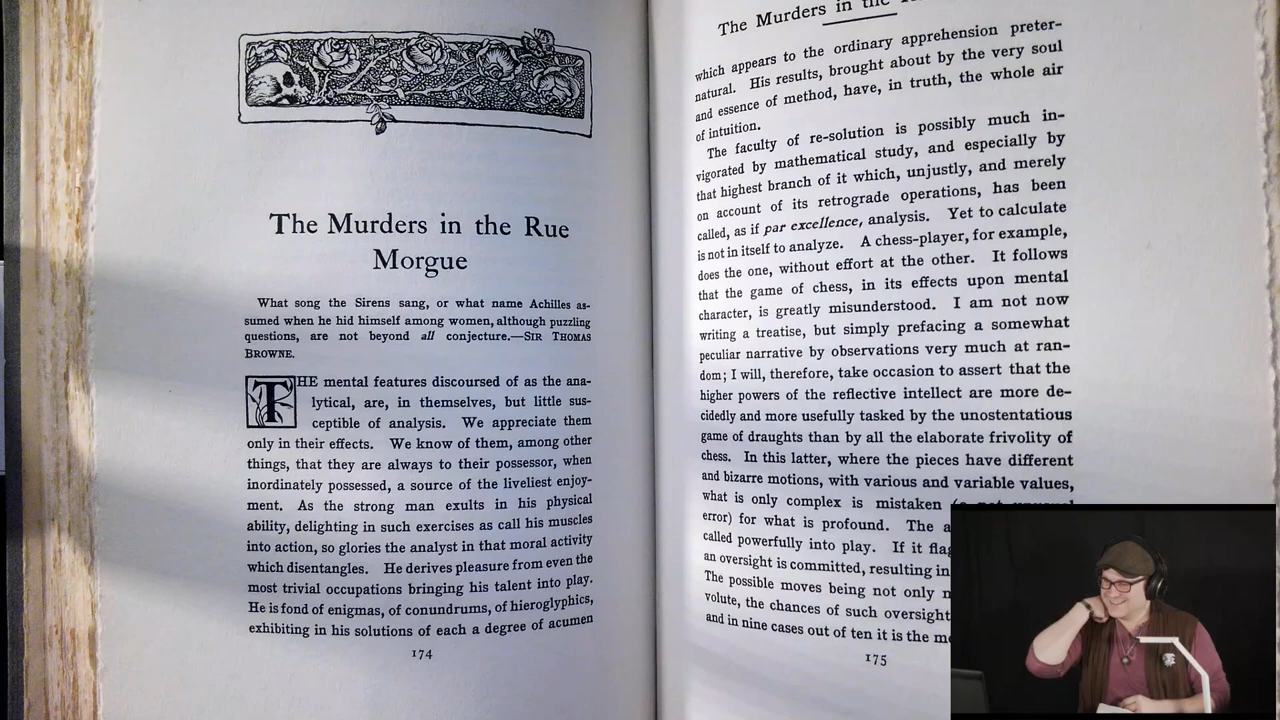 The Murders in the Rue
Morgue
What song the Sirens sang, or what name Achilles as-
sumed when he hid himself among women, although puzzling
questions, are not beyond all conjecture.—SIR THOMAS
BROWNE.
THE mental features discoursed of as the ana-
lytical, are, in themselves, but little sus-
ceptible of analysis. We appreciate them
only in their effects. We know of them, among other
things, that they are always to their possessor, when
inordinately possessed, a source of the liveliest enjoy-
ment. As the strong man exults in his physical
ability, delighting in such exercises as call his muscles
into action, so glories the analyst in that moral activity
which disentangles. He derives pleasure from even the
most trivial occupations bringing his talent into play.
He is fond of enigmas, of conundrums, of hieroglyphics,
exhibiting in his solutions of each a degree of acumen
174
The Murders in the
which appears to the ordinary apprehension preter-
natural. His results, brought about by the very soul
and essence of method, have, in truth, the whole air
of intuition.
The faculty of re-solution is possibly much in-
vigorated by mathematical study, and especially by
that highest branch of it which, unjustly, and merely
on account of its retrograde operations, has been
called, as if par excellence, analysis. Yet to calculate
is not in itself to analyze. A chess-player, for example,
does the one, without effort at the other. It follows
that the game of chess, in its effects upon mental
character, is greatly misunderstood. I am not now
writing a treatise, but simply prefacing a somewhat
peculiar narrative by observations very much at ran-
dom; I will, therefore, take occasion to assert that the
higher powers of the reflective intellect are more de-
cidedly and more usefully tasked by the unostentatious
game of draughts than by all the elaborate frivolity of
chess. In this latter, where the pieces have different
and bizarre motions, with various and variable values,
what is only complex is mistaken (a not unusual
error) for what is profound. The a
called powerfully into play. If it flag
an oversight is committed, resulting in
The possible moves being not only
volute, the chances of such oversight
and in nine cases out of ten it is the
175